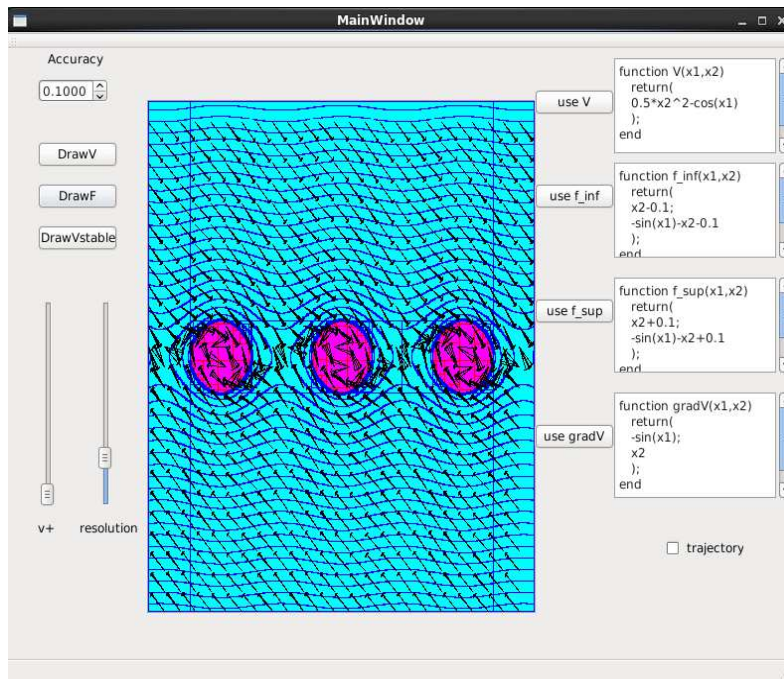 MainWindow
Accuracy
0.1000
DrawV
DrawF
DrawVstable
v+
resolution
use V
function V(x1,x2)
return(
0.5*x2^2-cos(x1)
);
end
use f_inf
function f_inf(x1,x2)
return(
x2-0.1;
-sin(x1)-x2-0.1
);
end
use f_sup
function f_sup(x1,x2)
return(
x2+0.1;
-sin(x1)-x2+0.1
);
end
use gradV
function gradV(x1,x2)
return(
-sin(x1);
x2
);
end
trajectory